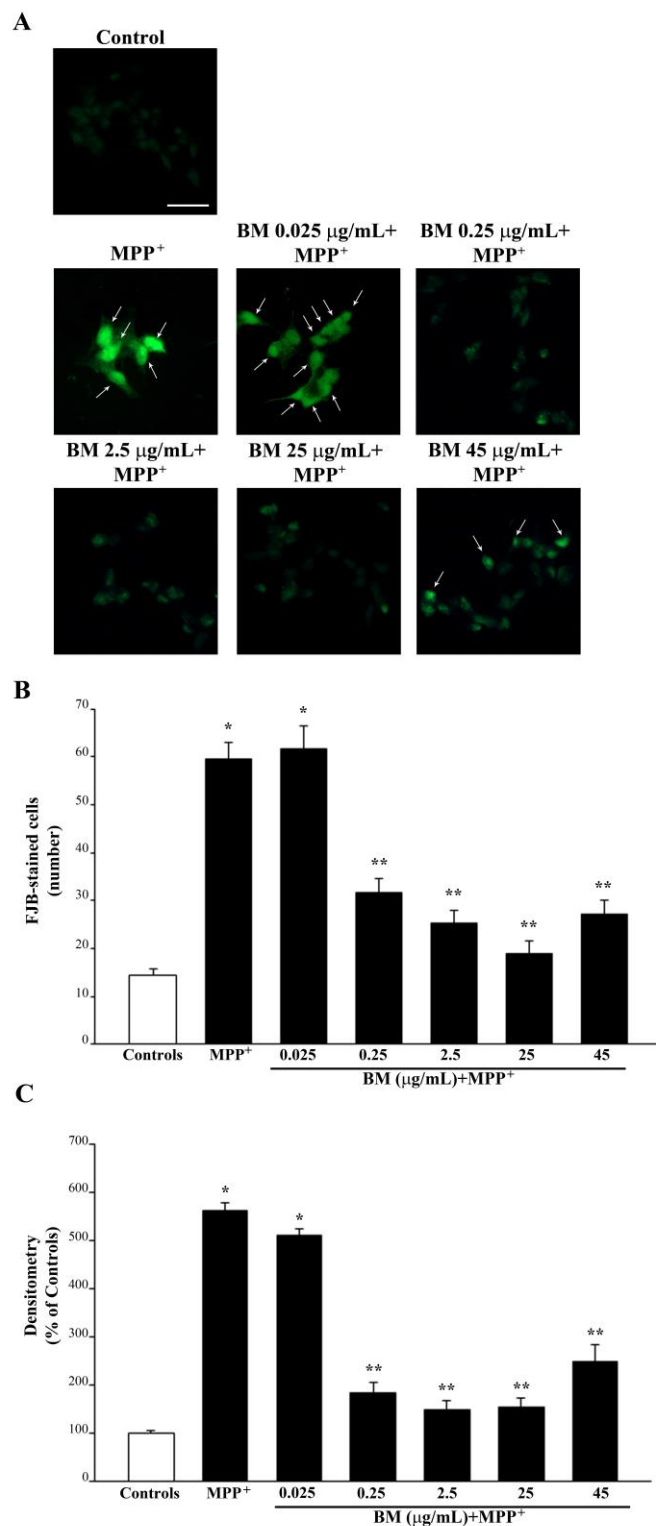 A
Control
MPP⁺
BM 0.025 μg/mL+
MPP⁺
BM 0.25 μg/mL+
MPP⁺
BM 2.5 μg/mL+
MPP⁺
BM 25 μg/mL+
MPP⁺
BM 45 μg/mL+
MPP⁺
B
FJB-stained cells
(number)
70
60
50
40
30
20
10
0
*
*
**
**
**
**
Controls MPP⁺ 0.025 0.25 2.5 25 45
BM (μg/mL)+MPP⁺
C
Densitometry
(% of Controls)
700
600
500
400
300
200
100
0
*
*
**
**
**
**
Controls MPP⁺ 0.025 0.25 2.5 25 45
BM (μg/mL)+MPP⁺